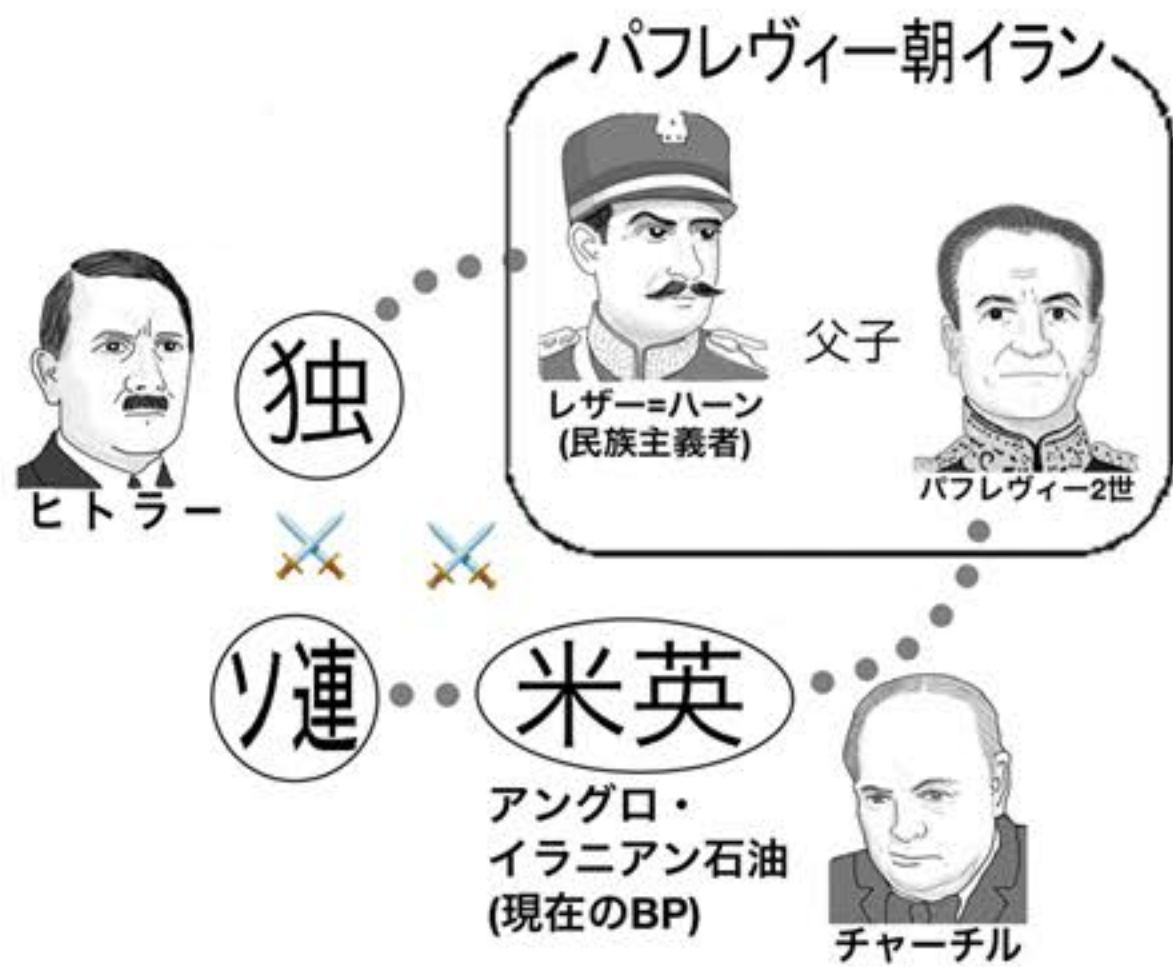 パフレヴィー朝イラン
父子
レザー=ハーン
(民族主義者)
パフレヴィー2世
独
ヒトラー
ソ連
米英
アングロ・
イラニアン石油
(現在のBP)
チャーチル